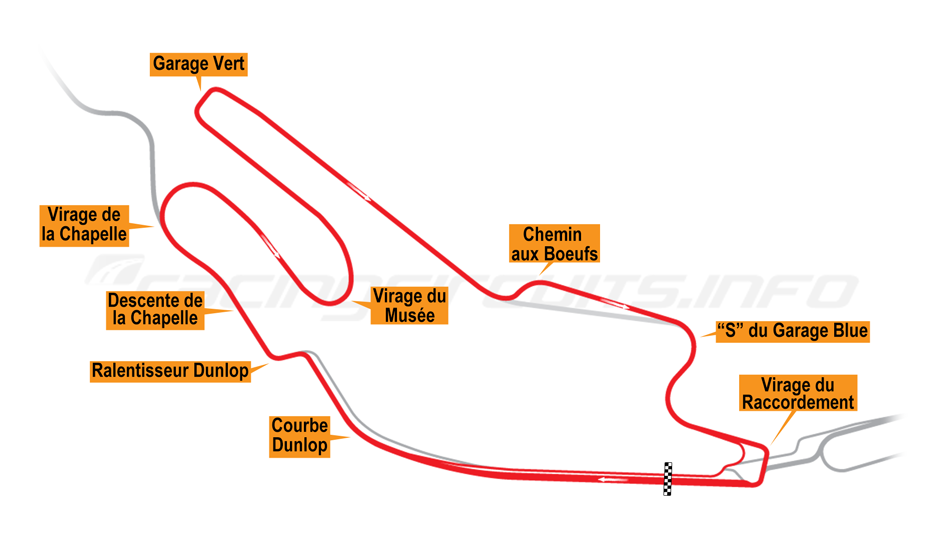 Garage Vert
Virage de
la Chapelle
Chemin
aux Boeufs
Descente de
la Chapelle
Virage du
Musée
“S” du Garage Blue
Ralentisseur Dunlop
Virage du
Raccordement
Courbe
Dunlop
racingcircuits.info